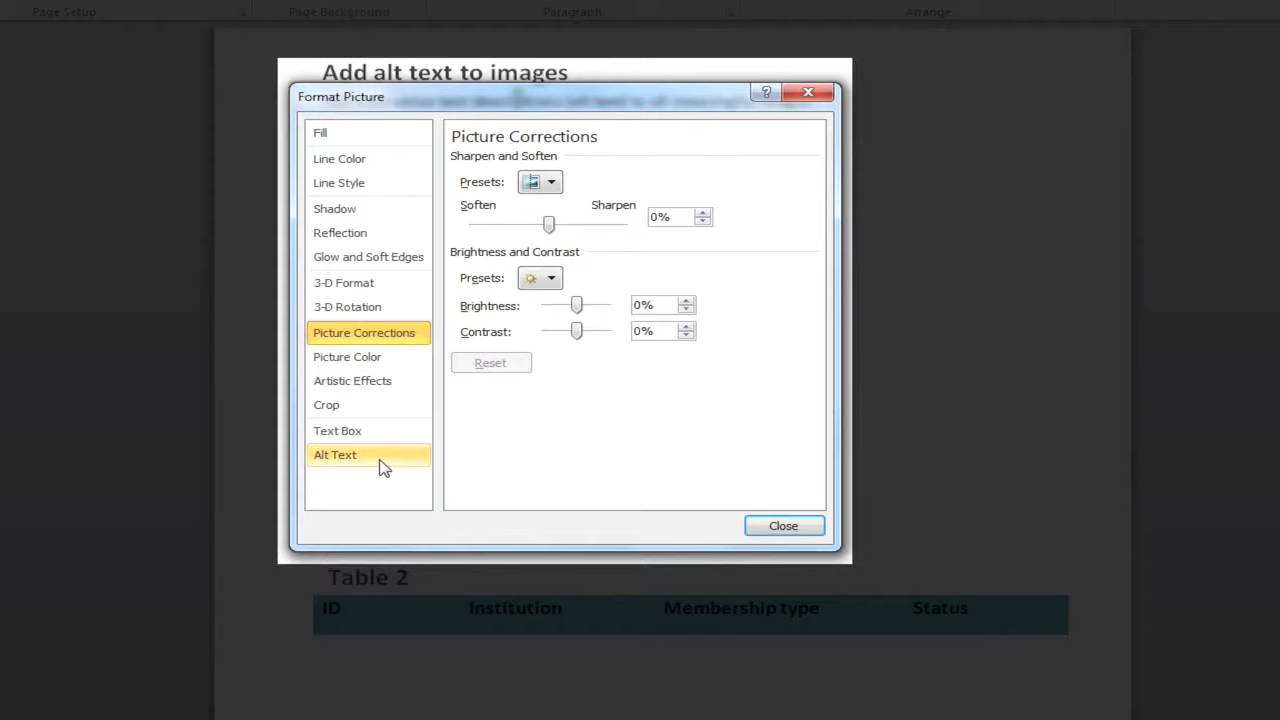 Page Setup Page Background Paragraph Arrange
Add alt text to images
Format Picture
Fill
Line Color
Line Style
Shadow
Reflection
Glow and Soft Edges
3-D Format
3-D Rotation
Picture Corrections
Picture Color
Artistic Effects
Crop
Text Box
Alt Text
Picture Corrections
Sharpen and Soften
Presets:
Soften Sharpen 0%
Brightness and Contrast
Presets:
Brightness: 0%
Contrast: 0%
Reset
Close
Table 2
ID Institution Membership type Status